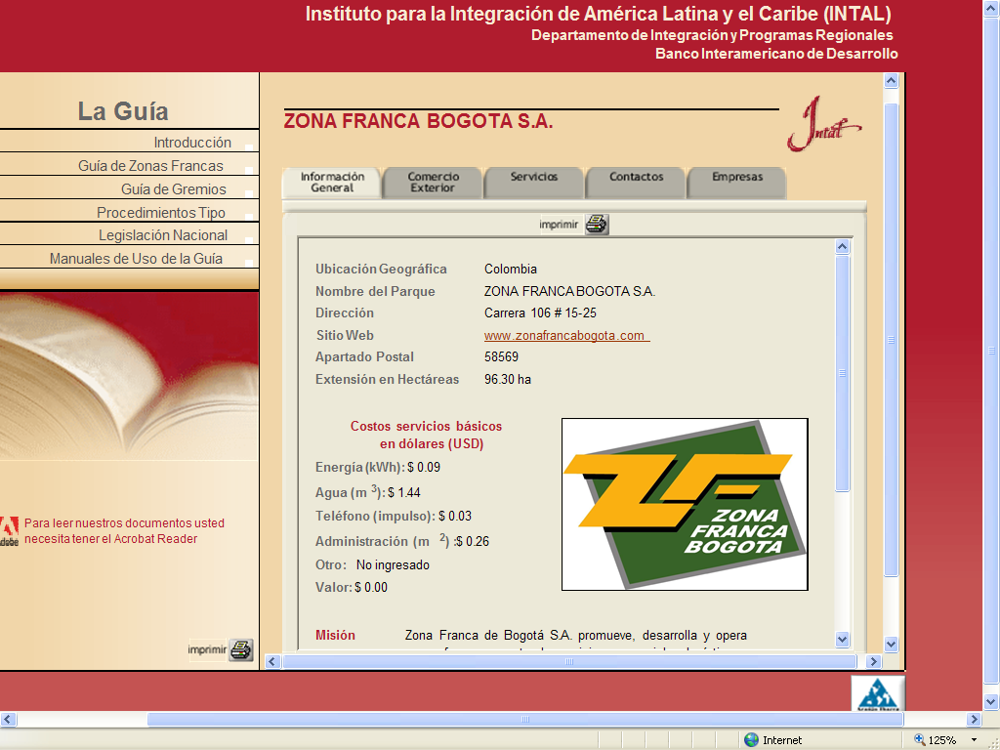 Instituto para la Integración de América Latina y el Caribe (INTAL)
Departamento de Integración y Programas Regionales
Banco Interamericano de Desarrollo
La Guía
Introducción
Guía de Zonas Francas
Guía de Gremios
Procedimientos Tipo
Legislación Nacional
Manuales de Uso de la Guía
Para leer nuestros documentos usted
necesita tener el Acrobat Reader
Adobe
imprimir
ZONA FRANCA BOGOTA S.A.
Intal
Información General
Comercio Exterior
Servicios
Contactos
Empresas
imprimir
Ubicación Geográfica Colombia
Nombre del Parque ZONA FRANCA BOGOTA S.A.
Dirección Carrera 106 # 15-25
Sitio Web www.zonafrancabogota.com
Apartado Postal 58569
Extensión en Hectáreas 96.30 ha
Costos servicios básicos
en dólares (USD)
Energía (kWh): $ 0.09
Agua (m 3): $ 1.44
Teléfono (impulso): $ 0.03
Administración (m 2) :$ 0.26
Otro: No ingresado
Valor: $ 0.00
ZF
ZONA
FRANCA
BOGOTA
Misión Zona Franca de Bogotá S.A. promueve, desarrolla y opera
Internet
125%